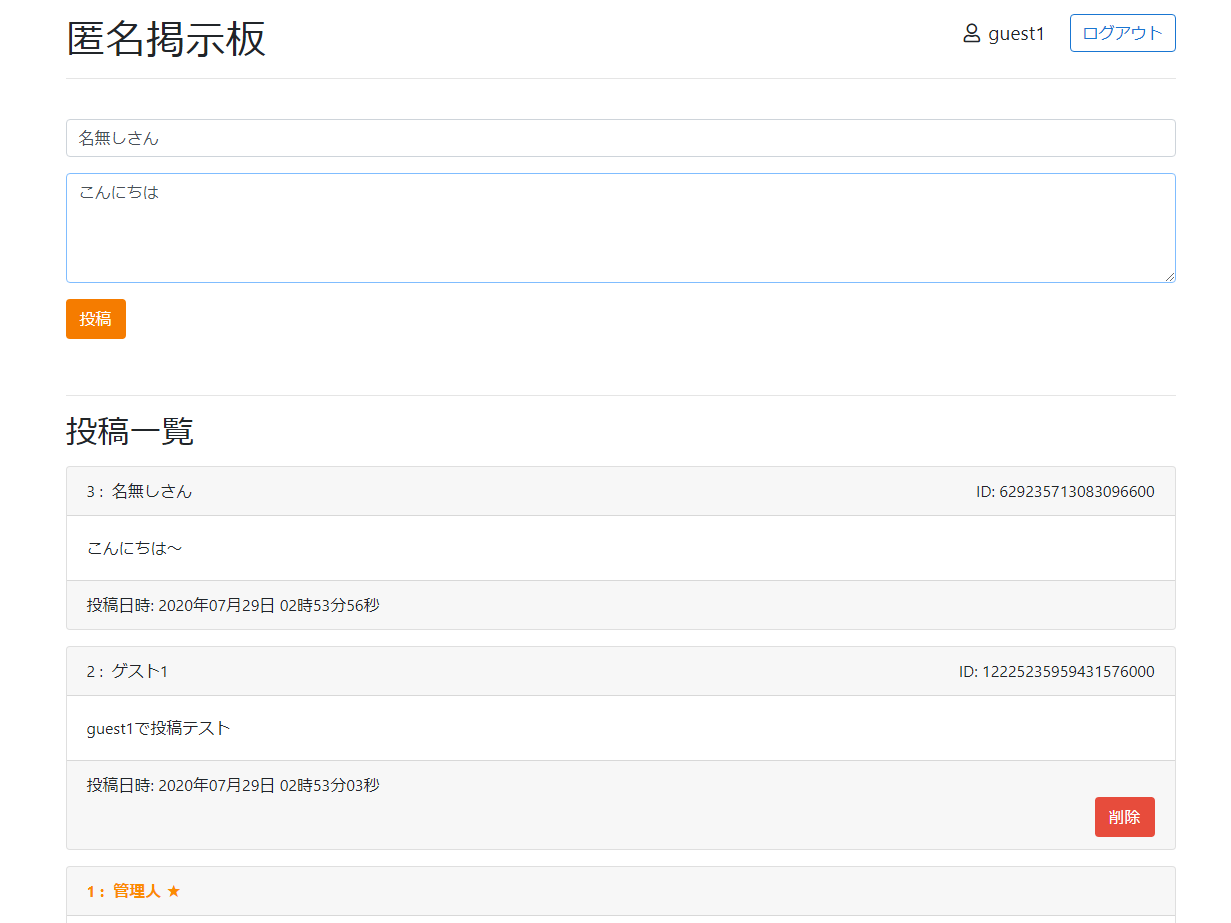 匿名掲示板
guest1 ログアウト
名無しさん
こんにちは
投稿
投稿一覧
3 : 名無しさん ID: 629235713083096600
こんにちは～
投稿日時: 2020年07月29日 02時53分56秒
2 : ゲスト1 ID: 12225235959431576000
guest1で投稿テスト
投稿日時: 2020年07月29日 02時53分03秒
削除
1 : 管理人 ★